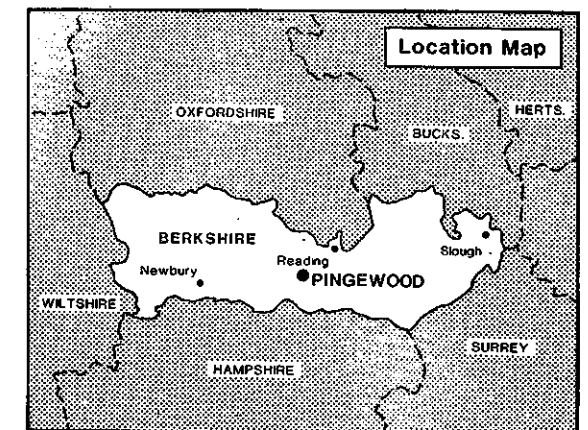 Location Map
OXFORDSHIRE
HERTS.
BUCKS.
BERKSHIRE
Reading
Slough
Newbury
PINGEWOOD
WILTSHIRE
SURREY
HAMPSHIRE